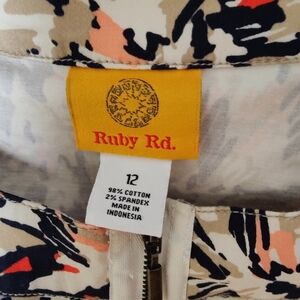 Ruby Rd.
12
98% COTTON
2% SPANDEX
MADE IN
INDONESIA